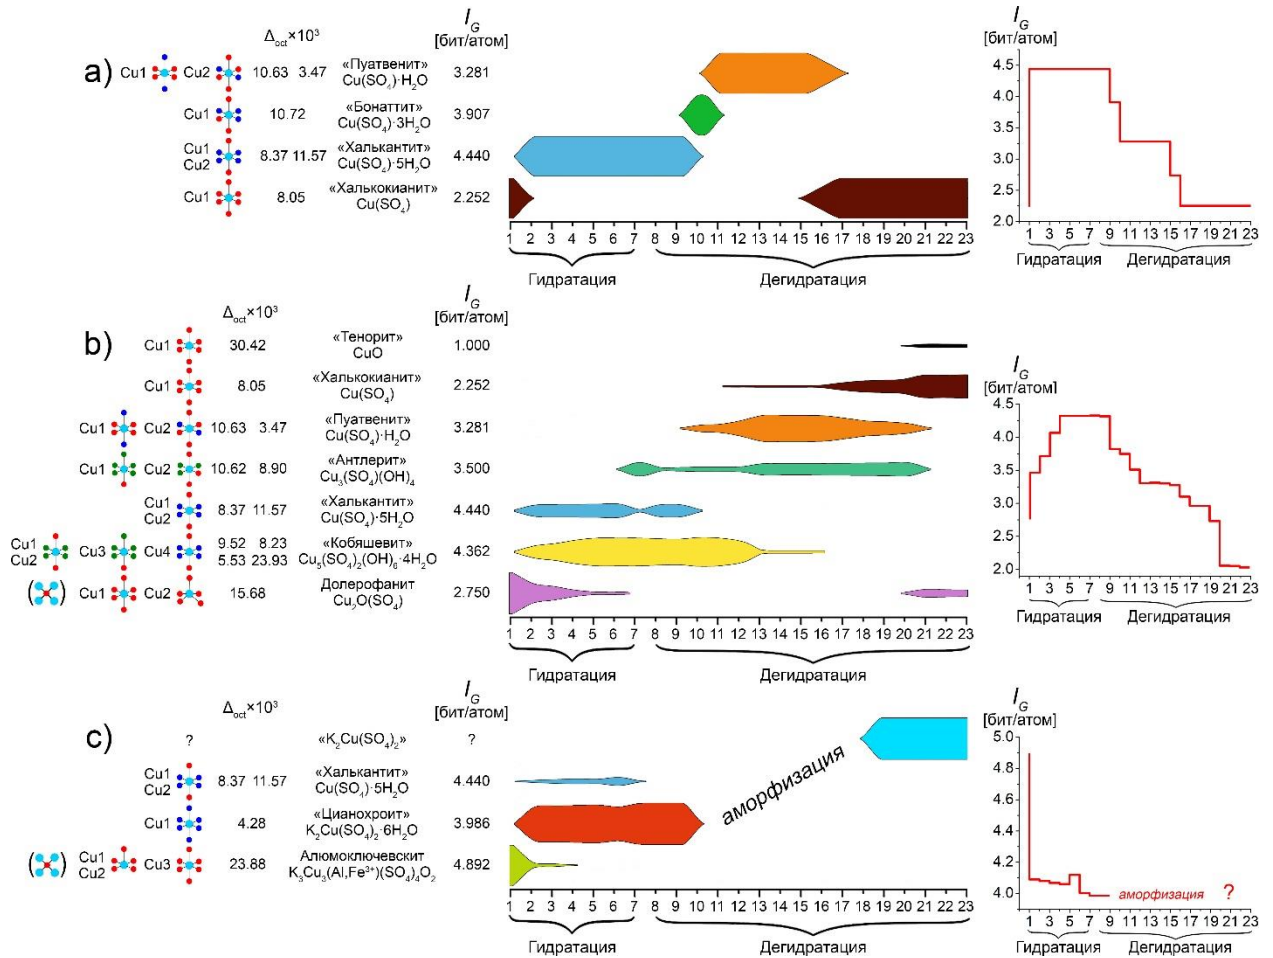 a)
Δoct×10³
I_G
[бит/атом]
Cu1 Cu2 10.63 3.47 «Пуатвенит» 3.281
Cu(SO₄)·H₂O
Cu1 10.72 «Бонаттит» 3.907
Cu(SO₄)·3H₂O
Cu1
Cu2 8.37 11.57 «Халькантит» 4.440
Cu(SO₄)·5H₂O
Cu1 8.05 «Халькокианит» 2.252
Cu(SO₄)
1 2 3 4 5 6 7 8 9 10 11 12 13 14 15 16 17 18 19 20 21 22 23
Гидратация Дегидратация
I_G
[бит/атом]
4.5
4.0
3.5
3.0
2.5
2.0
1 3 5 7 9 11 13 15 17 19 21 23
Гидратация Дегидратация
b)
Δoct×10³
I_G
[бит/атом]
Cu1 30.42 «Тенорит» 1.000
CuO
Cu1 8.05 «Халькокианит» 2.252
Cu(SO₄)
Cu1 Cu2 10.63 3.47 «Пуатвенит» 3.281
Cu(SO₄)·H₂O
Cu1 Cu2 10.62 8.90 «Антлерит» 3.500
Cu₃(SO₄)(OH)₄
Cu1
Cu2 8.37 11.57 «Халькантит» 4.440
Cu(SO₄)·5H₂O
Cu1
Cu2 Cu3 Cu4 9.52 8.23 «Кобяшевит» 4.362
5.53 23.93 Cu₅(SO₄)₂(OH)₆·4H₂O
Cu1 Cu2 15.68 Долерофанит 2.750
Cu₂O(SO₄)
1 2 3 4 5 6 7 8 9 10 11 12 13 14 15 16 17 18 19 20 21 22 23
Гидратация Дегидратация
I_G
[бит/атом]
4.5
4.0
3.5
3.0
2.5
2.0
1 3 5 7 9 11 13 15 17 19 21 23
Гидратация Дегидратация
c)
Δoct×10³
I_G
[бит/атом]
? «K₂Cu(SO₄)₂» ?
Cu1
Cu2 8.37 11.57 «Халькантит» 4.440
Cu(SO₄)·5H₂O
Cu1 4.28 «Цианохроит» 3.986
K₂Cu(SO₄)₂·6H₂O
Cu1
Cu2 Cu3 23.88 Алюмоключевскит 4.892
K₃Cu₃(Al,Fe³⁺)(SO₄)₄O₂
аморфизация
1 2 3 4 5 6 7 8 9 10 11 12 13 14 15 16 17 18 19 20 21 22 23
Гидратация Дегидратация
I_G
[бит/атом]
5.0
4.8
4.6
4.4
4.2
4.0
аморфизация ?
1 3 5 7 9 11 13 15 17 19 21 23
Гидратация Дегидратация